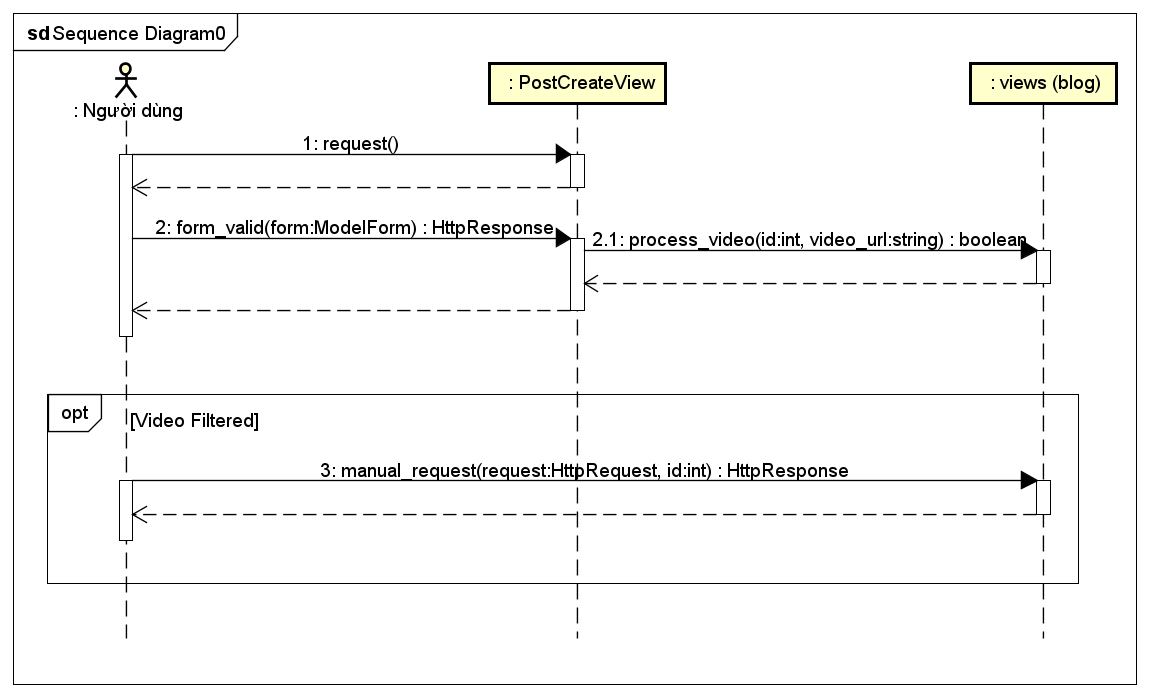 sd Sequence Diagram0
: Người dùng
: PostCreateView
: views (blog)
1: request()
2: form_valid(form:ModelForm) : HttpResponse
2.1: process_video(id:int, video_url:string) : boolean
opt
[Video Filtered]
3: manual_request(request:HttpRequest, id:int) : HttpResponse